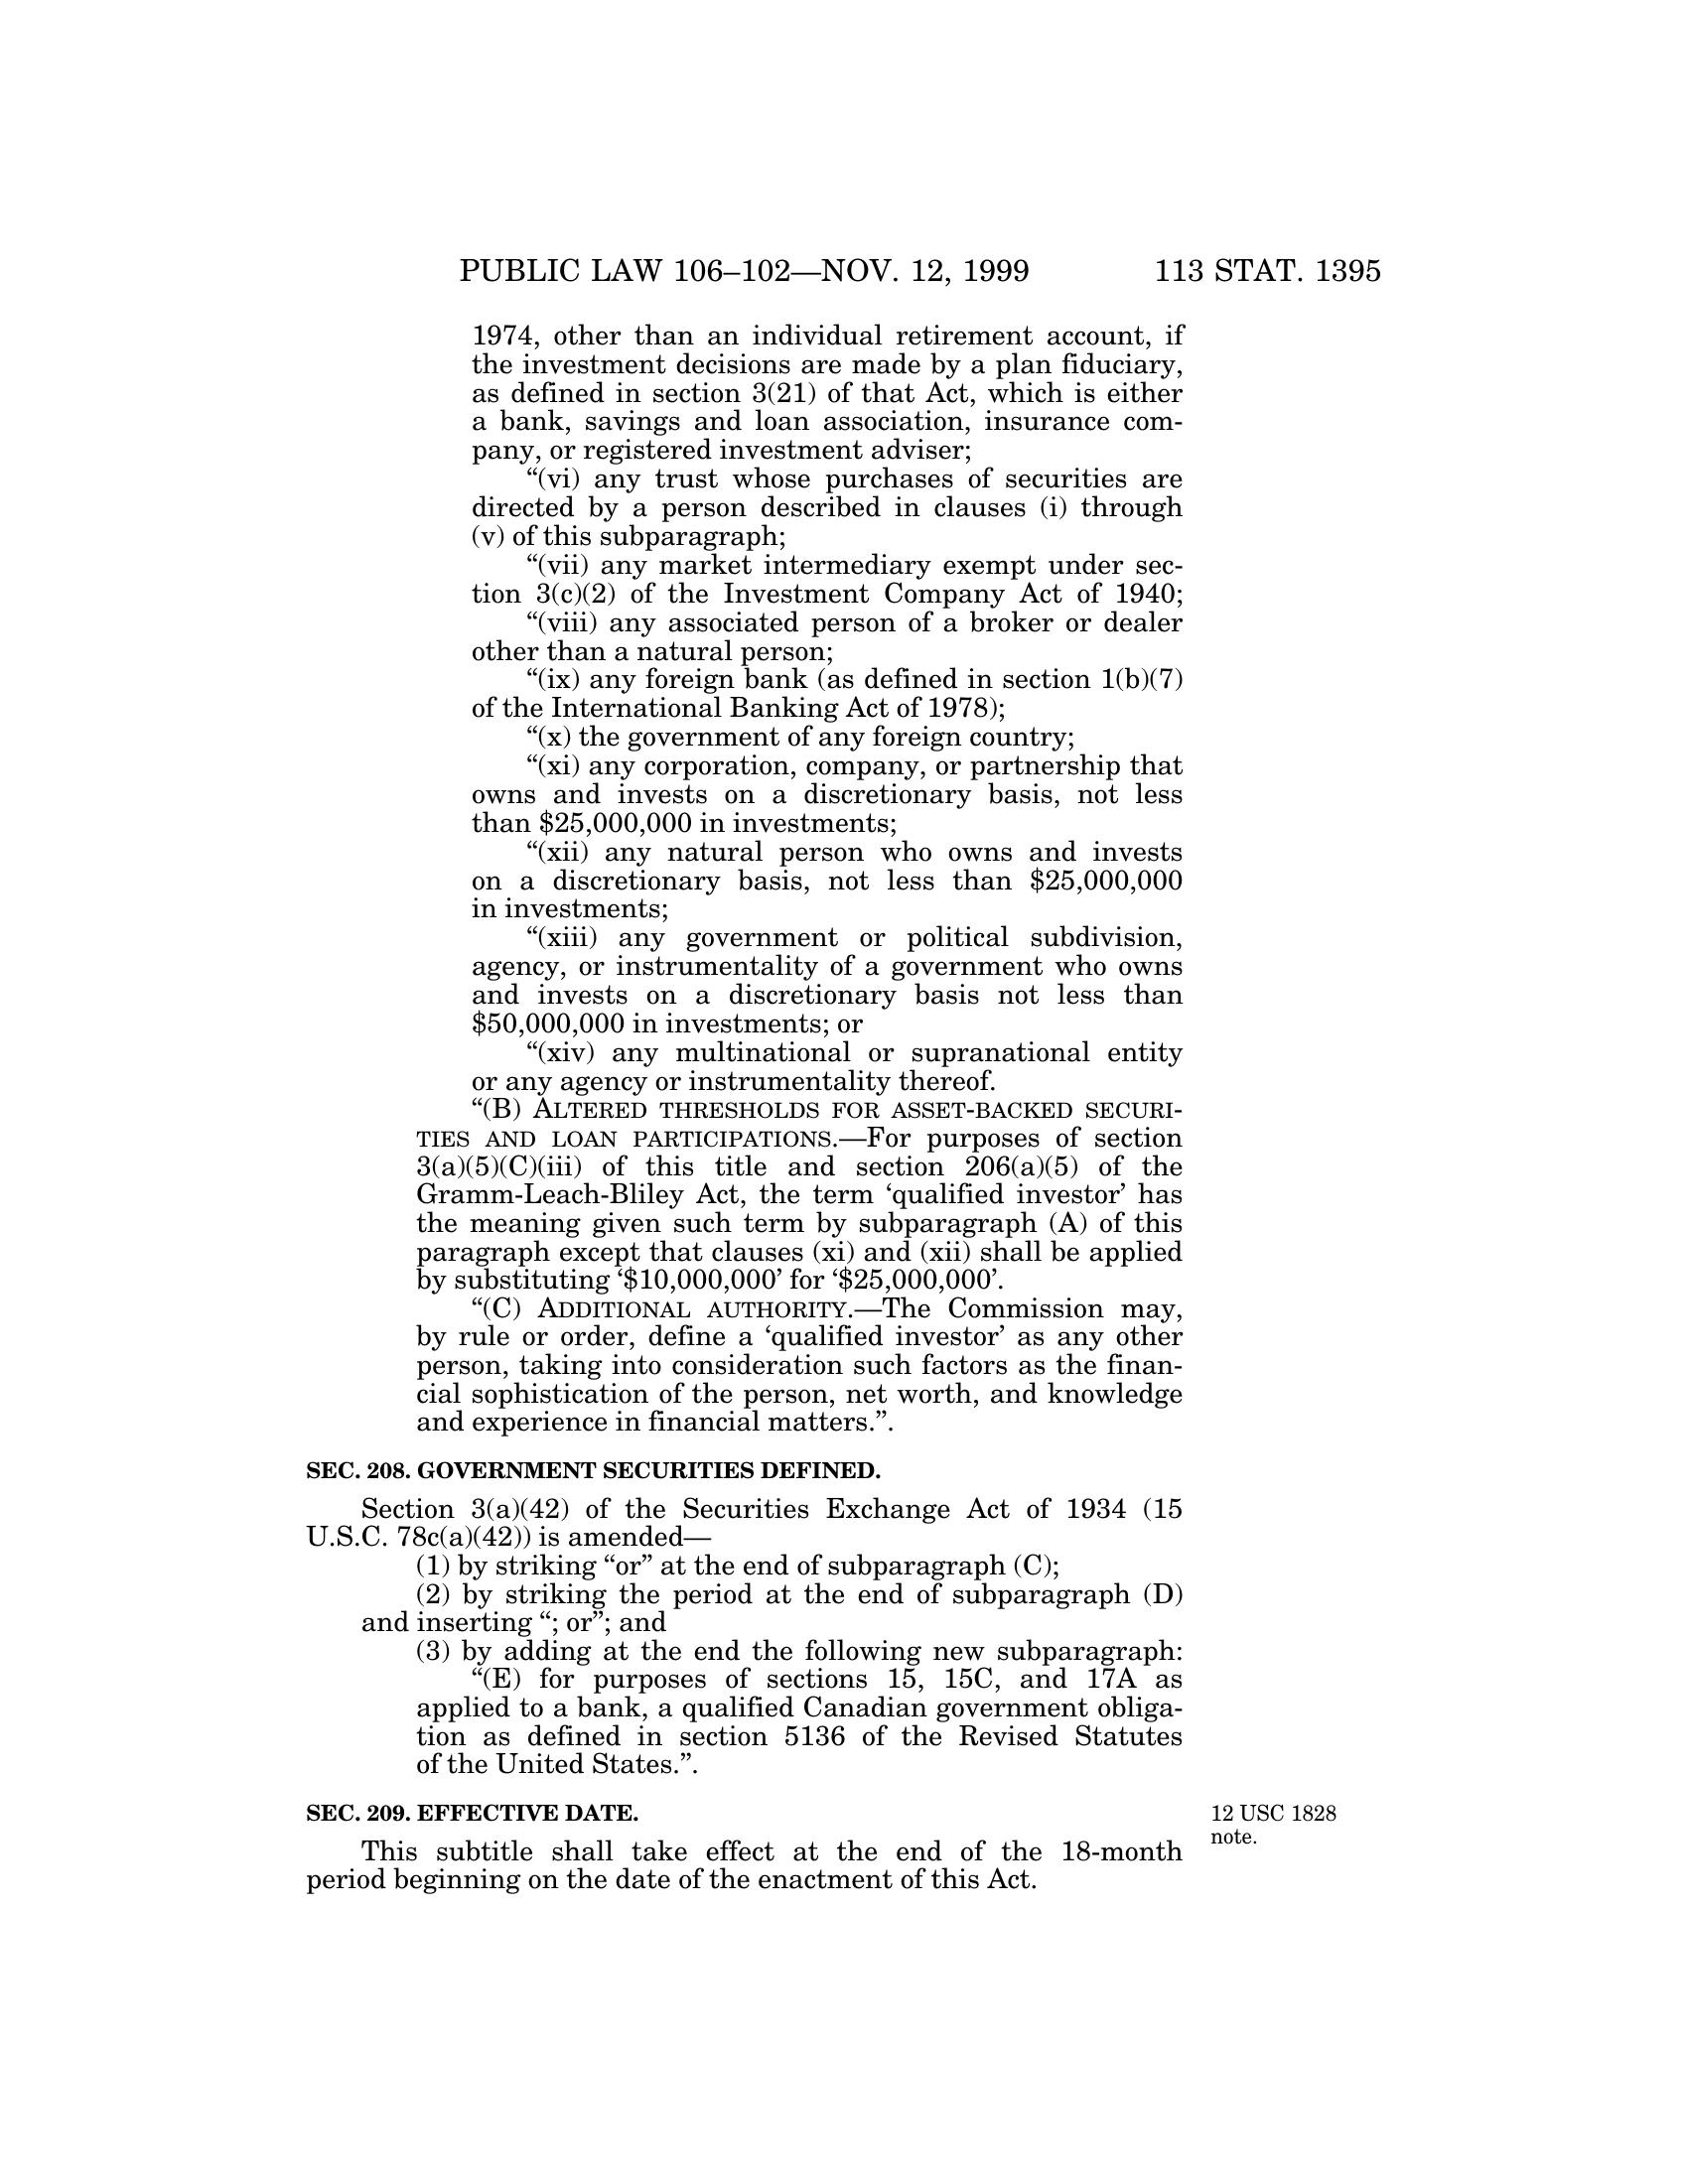 PUBLIC LAW 106–102—NOV. 12, 1999 113 STAT. 1395
1974, other than an individual retirement account, if
the investment decisions are made by a plan fiduciary,
as defined in section 3(21) of that Act, which is either
a bank, savings and loan association, insurance com-
pany, or registered investment adviser;
“(vi) any trust whose purchases of securities are
directed by a person described in clauses (i) through
(v) of this subparagraph;
“(vii) any market intermediary exempt under sec-
tion 3(c)(2) of the Investment Company Act of 1940;
“(viii) any associated person of a broker or dealer
other than a natural person;
“(ix) any foreign bank (as defined in section 1(b)(7)
of the International Banking Act of 1978);
“(x) the government of any foreign country;
“(xi) any corporation, company, or partnership that
owns and invests on a discretionary basis, not less
than $25,000,000 in investments;
“(xii) any natural person who owns and invests
on a discretionary basis, not less than $25,000,000
in investments;
“(xiii) any government or political subdivision,
agency, or instrumentality of a government who owns
and invests on a discretionary basis not less than
$50,000,000 in investments; or
“(xiv) any multinational or supranational entity
or any agency or instrumentality thereof.
“(B) ALTERED THRESHOLDS FOR ASSET-BACKED SECURI-
TIES AND LOAN PARTICIPATIONS.—For purposes of section
3(a)(5)(C)(iii) of this title and section 206(a)(5) of the
Gramm-Leach-Bliley Act, the term ‘qualified investor’ has
the meaning given such term by subparagraph (A) of this
paragraph except that clauses (xi) and (xii) shall be applied
by substituting ‘$10,000,000’ for ‘$25,000,000’.
“(C) ADDITIONAL AUTHORITY.—The Commission may,
by rule or order, define a ‘qualified investor’ as any other
person, taking into consideration such factors as the finan-
cial sophistication of the person, net worth, and knowledge
and experience in financial matters.”.
SEC. 208. GOVERNMENT SECURITIES DEFINED.
Section 3(a)(42) of the Securities Exchange Act of 1934 (15
U.S.C. 78c(a)(42)) is amended—
(1) by striking “or” at the end of subparagraph (C);
(2) by striking the period at the end of subparagraph (D)
and inserting “; or”; and
(3) by adding at the end the following new subparagraph:
“(E) for purposes of sections 15, 15C, and 17A as
applied to a bank, a qualified Canadian government obliga-
tion as defined in section 5136 of the Revised Statutes
of the United States.”.
SEC. 209. EFFECTIVE DATE.
This subtitle shall take effect at the end of the 18-month
period beginning on the date of the enactment of this Act.
12 USC 1828
note.